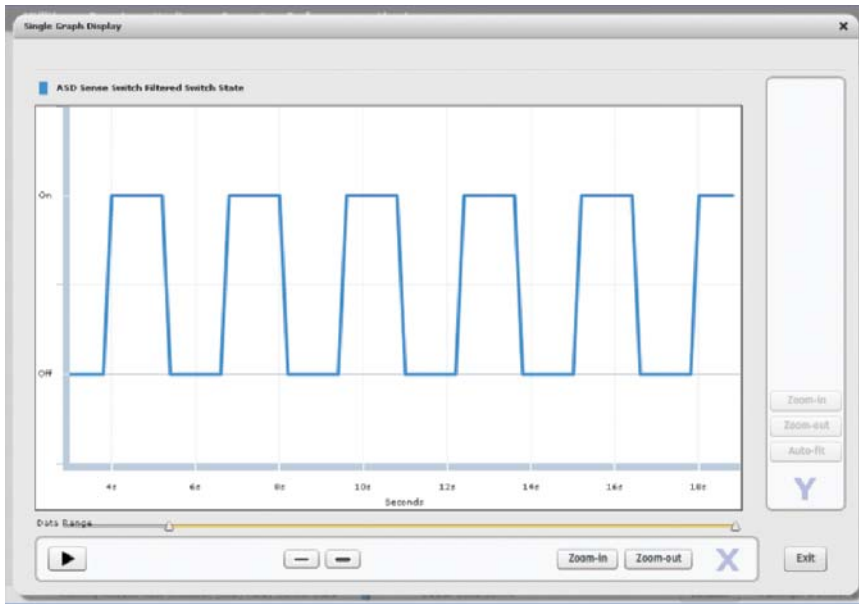 Single Graph Display
ASD Sense Switch Filtered Switch State
On
Off
4s 6s 8s 10s 12s 14s 16s 18s
Seconds
Data Range
Zoom-in
Zoom-out
Auto-fit
Y
Zoom-in Zoom-out X Exit